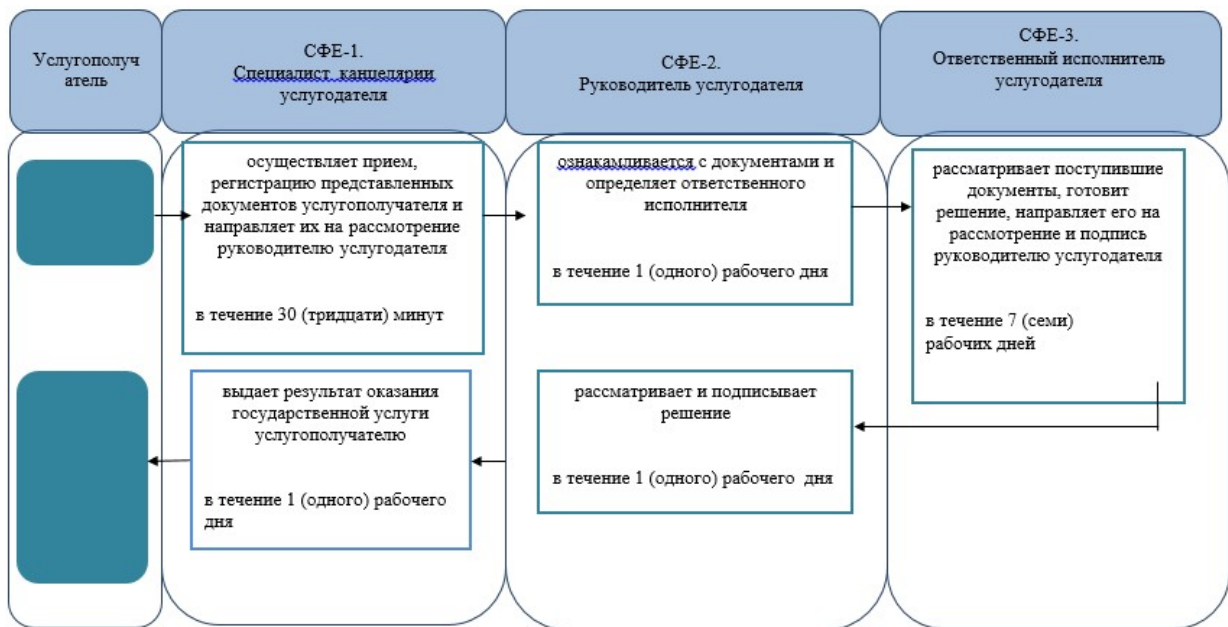 Услугополуч
атель
СФЕ-1.
Специалист канцелярии
услугодателя
СФЕ-2.
Руководитель услугодателя
СФЕ-3.
Ответственный исполнитель
услугодателя
осуществляет прием,
регистрацию представленных
документов услугополучателя и
направляет их на рассмотрение
руководителю услугодателя
в течение 30 (тридцати) минут
ознакамливается с документами и
определяет ответственного
исполнителя
в течение 1 (одного) рабочего дня
рассматривает поступившие
документы, готовит
решение, направляет его на
рассмотрение и подпись
руководителю услугодателя
в течение 7 (семи)
рабочих дней
выдает результат оказания
государственной услуги
услугополучателю
в течение 1 (одного) рабочего
дня
рассматривает и подписывает
решение
в течение 1 (одного) рабочего дня